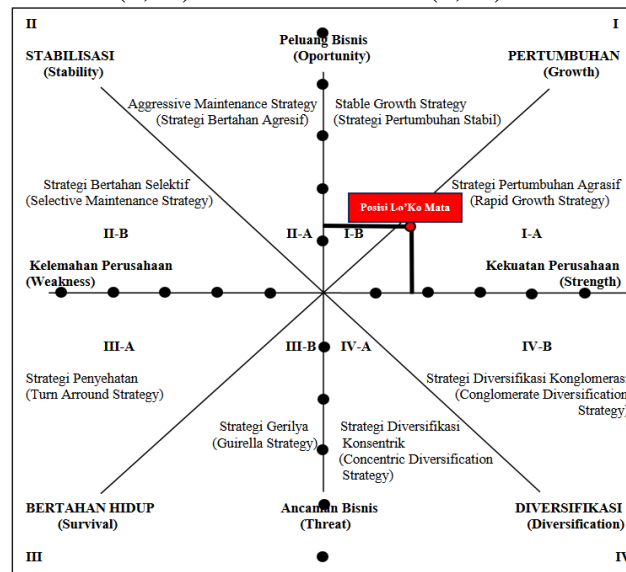 II
Peluang Bisnis
(Oportunity)
I
STABILISASI
(Stability)
PERTUMBUHAN
(Growth)
Aggressive Maintenance Strategy
(Strategi Bertahan Agresif)
Stable Growth Strategy
(Strategi Pertumbuhan Stabil)
Strategi Bertahan Selektif
(Selective Maintenance Strategy)
Posisi Lo'Ko Mata
Strategi Pertumbuhan Agrasif
(Rapid Growth Strategy)
II-B
II-A
I-B
I-A
Kelemahan Perusahaan
(Weakness)
Kekuatan Perusahaan
(Strength)
III-A
III-B
IV-A
IV-B
Strategi Penyehatan
(Turn Arround Strategy)
Strategi Diversifikasi Konglomerasi
(Conglomerate Diversification
Strategy)
Strategi Gerilya
(Guirella Strategy)
Strategi Diversifikasi
Konsentrik
(Concentric Diversification
Strategy)
BERTAHAN HIDUP
(Survival)
Ancaman Bisnis
(Threat)
DIVERSIFIKASI
(Diversification)
III
IV